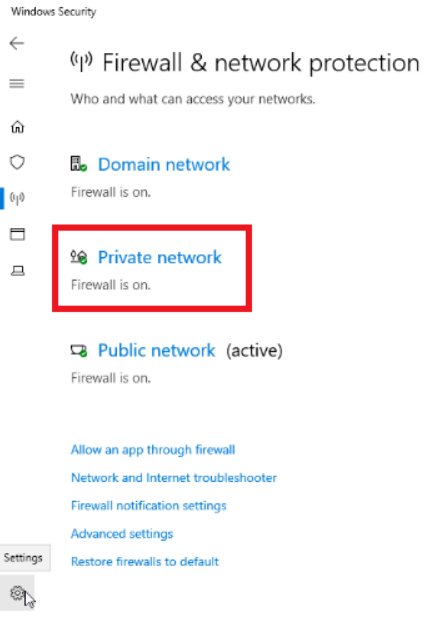 Windows Security
Firewall & network protection
Who and what can access your networks.
Domain network
Firewall is on.
Private network
Firewall is on.
Public network (active)
Firewall is on.
Allow an app through firewall
Network and Internet troubleshooter
Firewall notification settings
Advanced settings
Restore firewalls to default
Settings